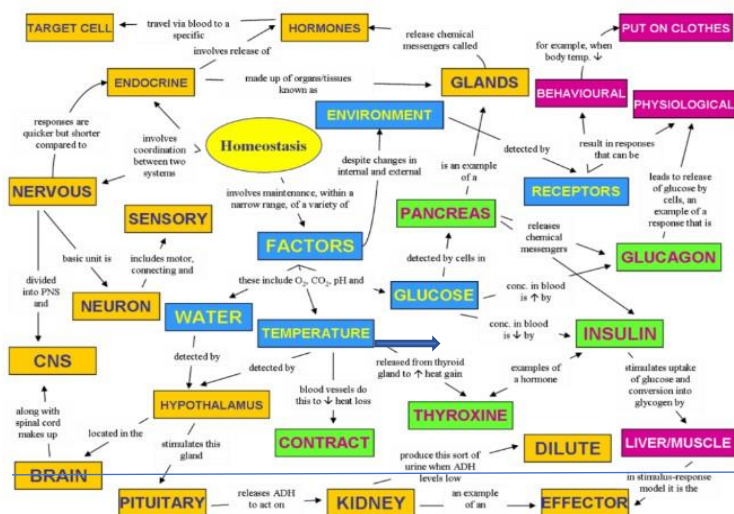 TARGET CELL
travel via blood to a
specific
HORMONES
involves release of
release chemical
messengers called
for example, when
body temp. ↓
PUT ON CLOTHES
ENDOCRINE
made up of organs/tissues
known as
GLANDS
BEHAVIOURAL
PHYSIOLOGICAL
ENVIRONMENT
responses are
quicker but shorter
compared to
involves
coordination
between two
systems
Homeostasis
despite changes in
internal and external
detected by
result in responses
that can be
is an example
of a
NERVOUS
involves maintenance, within a
narrow range, of a variety of
RECEPTORS
leads to release
of glucose by
cells, an
example of a
response that is
SENSORY
PANCREAS
releases
chemical
messengers
FACTORS
basic unit is
includes motor,
connecting and
detected by cells in
GLUCAGON
divided
into PNS
and
these include O₂, CO₂, pH and
NEURON
WATER
GLUCOSE
conc. in blood
is ↑ by
TEMPERATURE
conc. in blood
is ↓ by
INSULIN
CNS
detected by
detected by
released from thyroid
gland to ↑ heat gain
examples
of a hormone
stimulates uptake
of glucose and
conversion into
glycogen by
blood vessels do
this to ↓ heat loss
HYPOTHALAMUS
THYROXINE
along with
spinal cord
makes up
located in the
stimulates this
gland
CONTRACT
produce this sort of
urine when ADH
levels low
DILUTE
LIVER/MUSCLE
BRAIN
in stimulus-response
model it is the
PITUITARY
releases ADH
to act on
KIDNEY
an example
of an
EFFECTOR